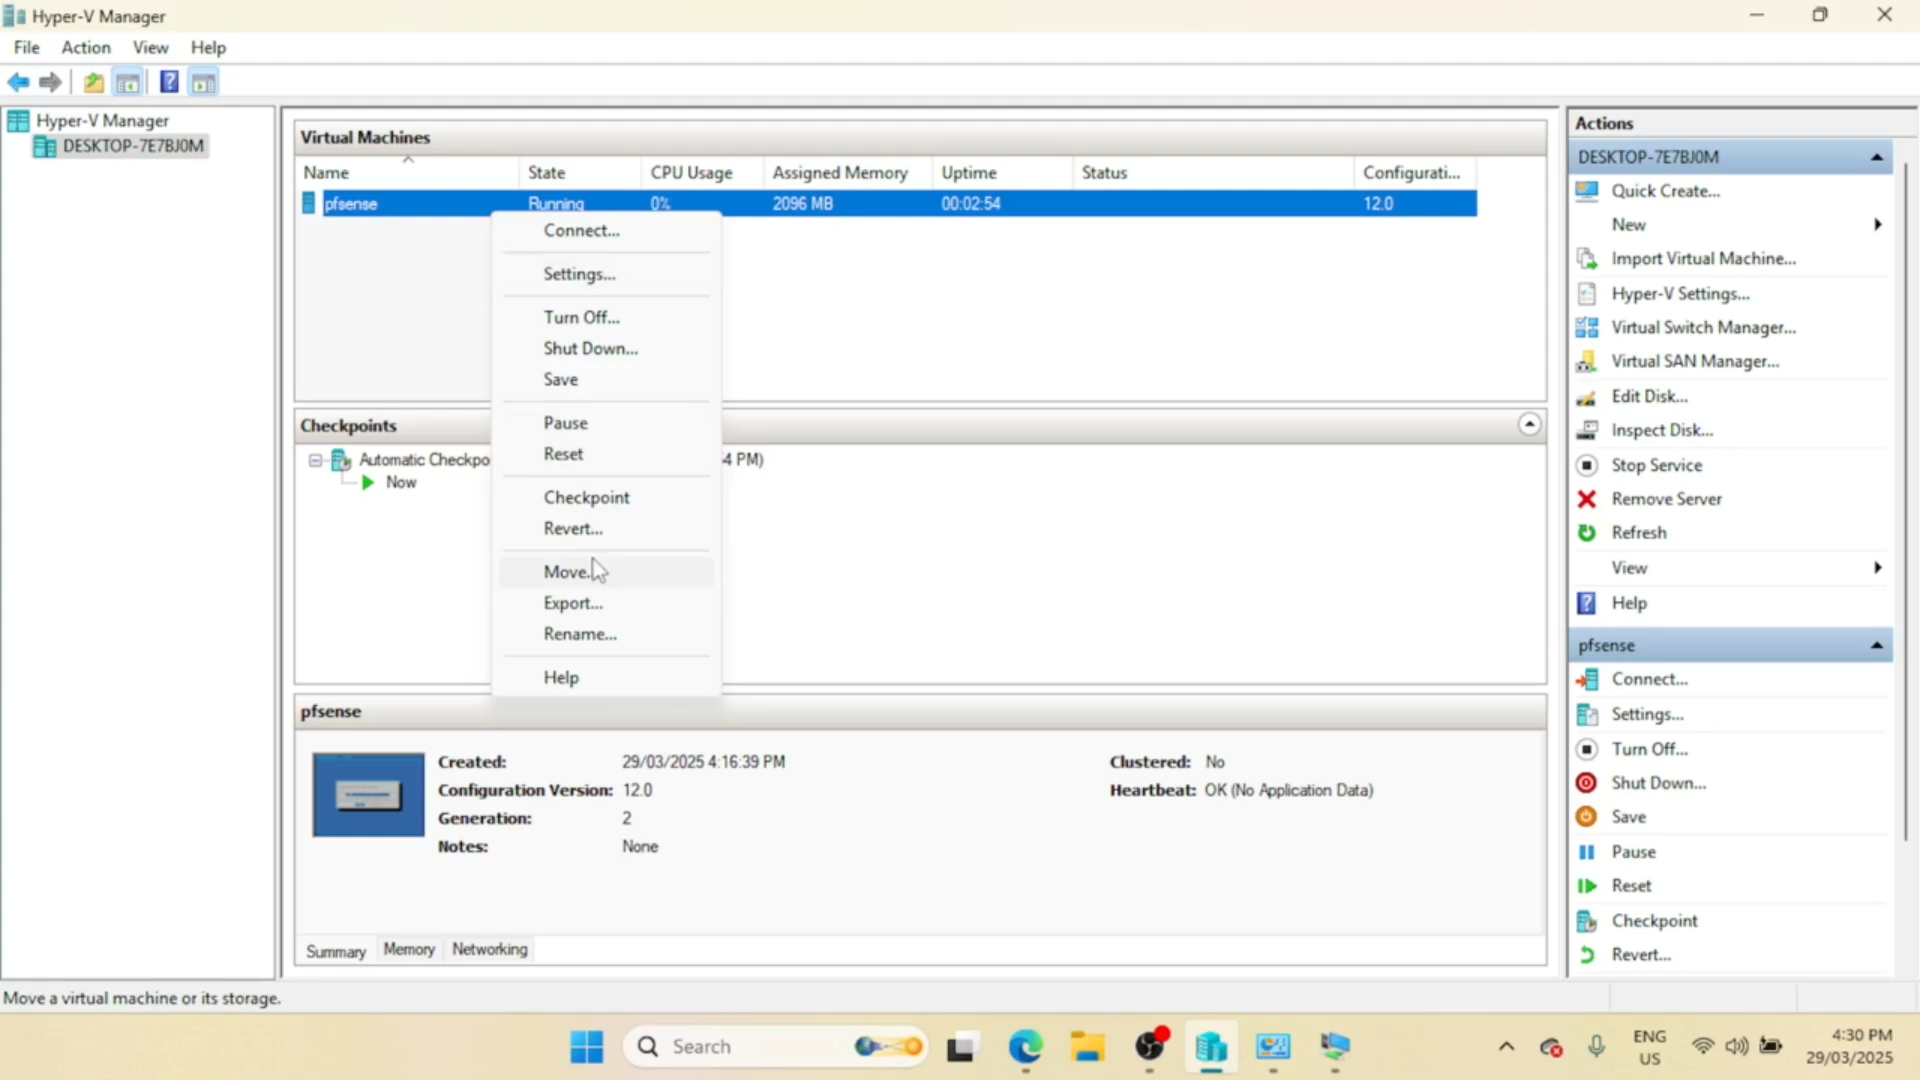 Hyper-V Manager
File Action View Help
Hyper-V Manager
DESKTOP-7E7BJ0M
Virtual Machines
Name State CPU Usage Assigned Memory Uptime Status Configurati...
pfsense Running 0% 2096 MB 00:02:54 12.0
Connect...
Settings...
Turn Off...
Shut Down...
Save
Pause
Reset
Checkpoint
Revert...
Move..
Export...
Rename...
Help
Checkpoints
Automatic Checkpo 4 PM)
Now
pfsense
Created: 29/03/2025 4:16:39 PM
Configuration Version: 12.0
Generation: 2
Notes: None
Clustered: No
Heartbeat: OK (No Application Data)
Summary Memory Networking
Actions
DESKTOP-7E7BJ0M
Quick Create...
New
Import Virtual Machine...
Hyper-V Settings...
Virtual Switch Manager...
Virtual SAN Manager...
Edit Disk...
Inspect Disk...
Stop Service
Remove Server
Refresh
View
Help
pfsense
Connect...
Settings...
Turn Off...
Shut Down...
Save
Pause
Reset
Checkpoint
Revert...
Move a virtual machine or its storage.
Search
ENG
US
4:30 PM
29/03/2025